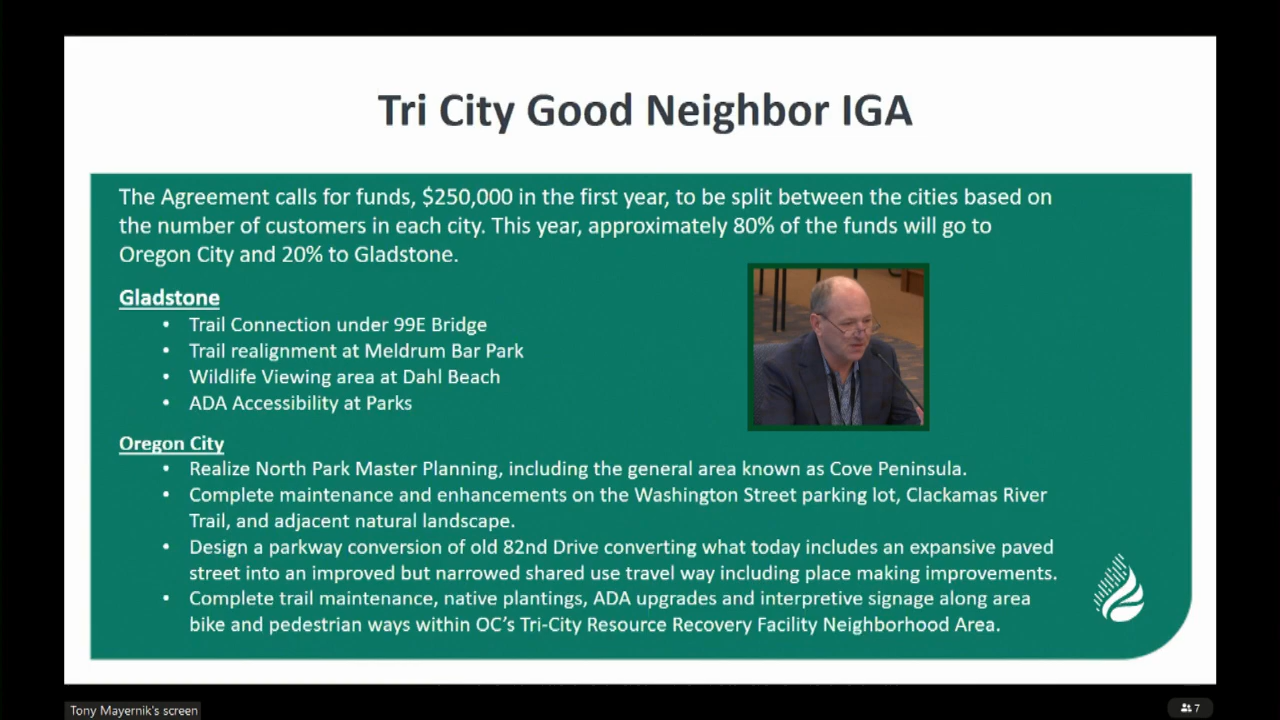 Tri City Good Neighbor IGA
The Agreement calls for funds, $250,000 in the first year, to be split between the cities based on
the number of customers in each city. This year, approximately 80% of the funds will go to
Oregon City and 20% to Gladstone.
Gladstone
• Trail Connection under 99E Bridge
• Trail realignment at Meldrum Bar Park
• Wildlife Viewing area at Dahl Beach
• ADA Accessibility at Parks
Oregon City
• Realize North Park Master Planning, including the general area known as Cove Peninsula.
• Complete maintenance and enhancements on the Washington Street parking lot, Clackamas River
Trail, and adjacent natural landscape.
• Design a parkway conversion of old 82nd Drive converting what today includes an expansive paved
street into an improved but narrowed shared use travel way including place making improvements.
• Complete trail maintenance, native plantings, ADA upgrades and interpretive signage along area
bike and pedestrian ways within OC's Tri-City Resource Recovery Facility Neighborhood Area.
Tony Mayernik's screen
7